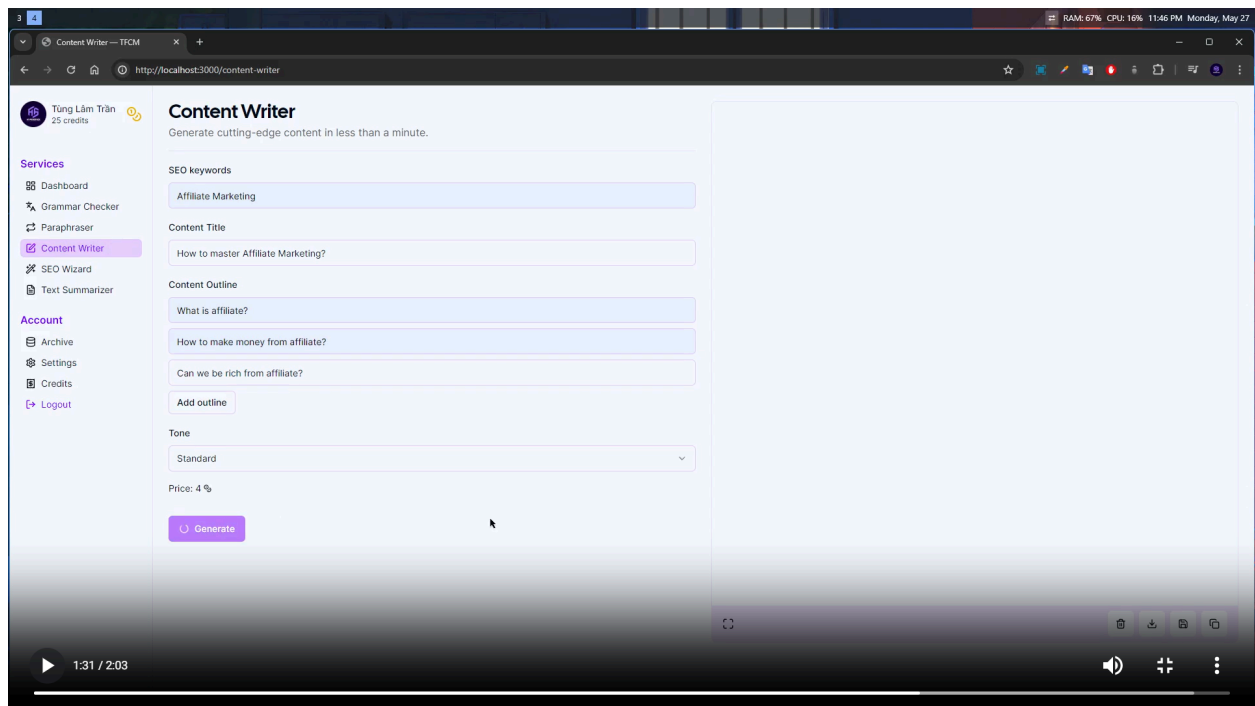 3 4
RAM: 67% CPU: 16% 11:46 PM Monday, May 27
Content Writer — TFCM
http://localhost:3000/content-writer
Tùng Lâm Trần
25 credits
Services
Dashboard
Grammar Checker
Paraphraser
Content Writer
SEO Wizard
Text Summarizer
Account
Archive
Settings
Credits
Logout
Content Writer
Generate cutting-edge content in less than a minute.
SEO keywords
Affiliate Marketing
Content Title
How to master Affiliate Marketing?
Content Outline
What is affiliate?
How to make money from affiliate?
Can we be rich from affiliate?
Add outline
Tone
Standard
Price: 4
Generate
1:31 / 2:03